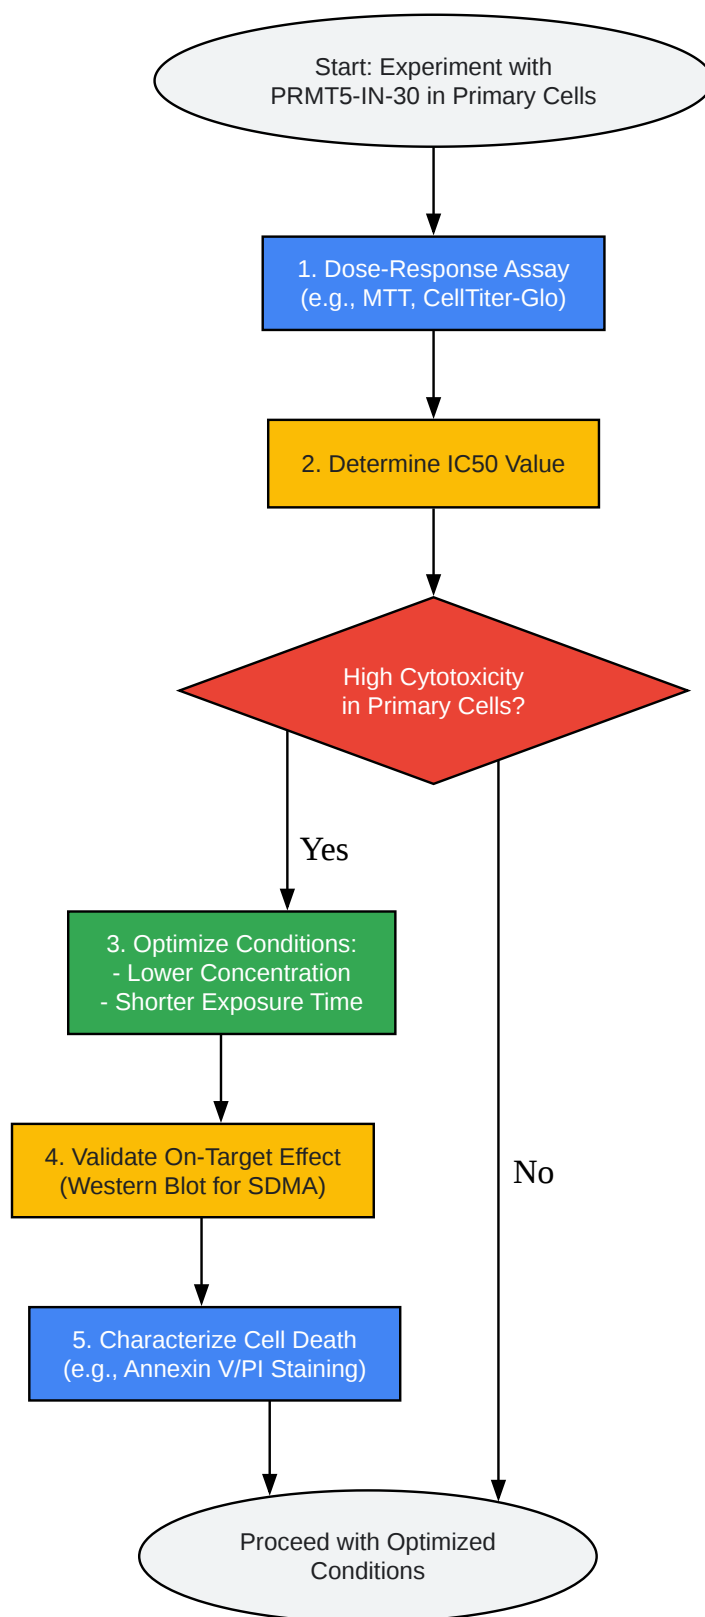 Start: Experiment with
PRMT5-IN-30 in Primary Cells
1. Dose-Response Assay
(e.g., MTT, CellTiter-Glo)
2. Determine IC50 Value
High Cytotoxicity
in Primary Cells?
Yes
3. Optimize Conditions:
- Lower Concentration
- Shorter Exposure Time
4. Validate On-Target Effect
(Western Blot for SDMA)
No
5. Characterize Cell Death
(e.g., Annexin V/PI Staining)
Proceed with Optimized
Conditions